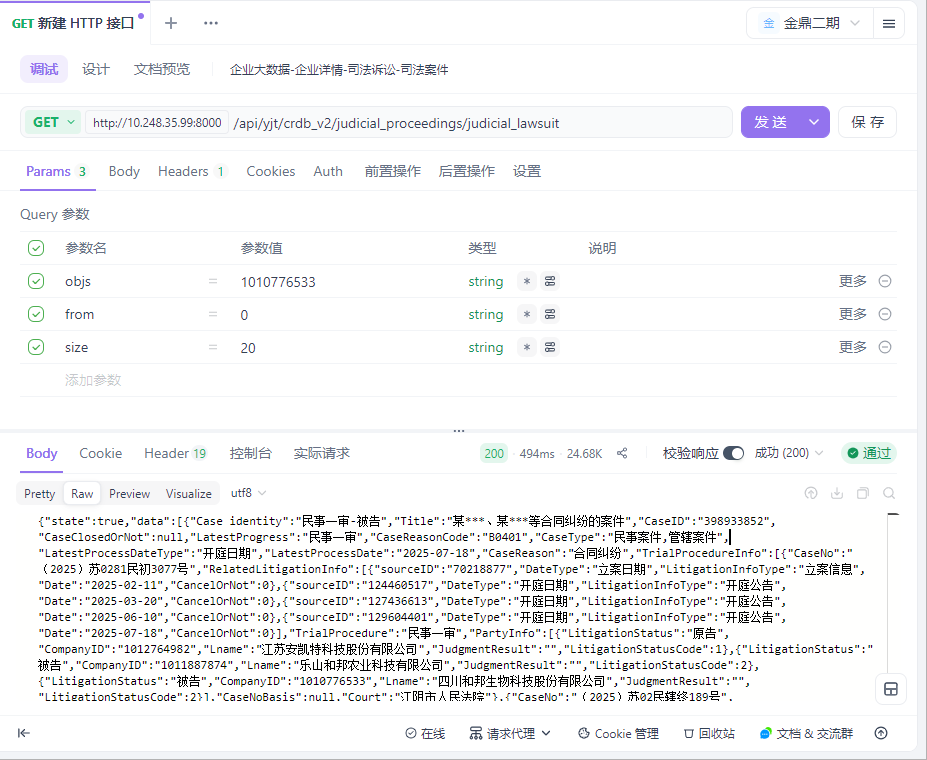 GET 新建 HTTP 接口
金 金鼎二期
调试 设计 文档预览 企业大数据-企业详情-司法诉讼-司法案件
GET http://10.248.35.99:8000 /api/yjt/crdb_v2/judicial_proceedings/judicial_lawsuit 发 送 保 存
Params 3 Body Headers 1 Cookies Auth 前置操作 后置操作 设置
Query 参数
参数名 参数值 类型 说明
objs = 1010776533 string * 更多
from = 0 string * 更多
size = 20 string * 更多
添加参数
Body Cookie Header 19 控制台 实际请求 200 494ms 24.68K 校验响应 成功 (200) 通过
Pretty Raw Preview Visualize utf8
{"state":true,"data":[{"Case identity":"民事一审-被告","Title":"某***、某***等合同纠纷的案件","CaseID":"398933852",
"CaseClosedOrNot":null,"LatestProgress":"民事一审","CaseReasonCode":"B0401","CaseType":"民事案件,管辖案件",
"LatestProcessDateType":"开庭日期","LatestProcessDate":"2025-07-18","CaseReason":"合同纠纷","TrialProcedureInfo":[{"CaseNo":"
（2025）苏0281民初3077号","RelatedLitigationInfo":[{"sourceID":"70218877","DateType":"立案日期","LitigationInfoType":"立案信息",
"Date":"2025-02-11","CancelOrNot":0},{"sourceID":"124460517","DateType":"开庭日期","LitigationInfoType":"开庭公告",
"Date":"2025-03-20","CancelOrNot":0},{"sourceID":"127436613","DateType":"开庭日期","LitigationInfoType":"开庭公告",
"Date":"2025-06-10","CancelOrNot":0},{"sourceID":"129604401","DateType":"开庭日期","LitigationInfoType":"开庭公告",
"Date":"2025-07-18","CancelOrNot":0}],"TrialProcedure":"民事一审","PartyInfo":[{"LitigationStatus":"原告",
"CompanyID":"1012764982","Lname":"江苏安凯特科技股份有限公司","JudgmentResult":"","LitigationStatusCode":1},{"LitigationStatus":"
被告","CompanyID":"1011887874","Lname":"乐山和邦农业科技有限公司","JudgmentResult":"","LitigationStatusCode":2},
{"LitigationStatus":"被告","CompanyID":"1010776533","Lname":"四川和邦生物科技股份有限公司","JudgmentResult":"",
"LitigationStatusCode":2}],"CaseNoBasis":null,"Court":"江阴市人民法院"},{"CaseNo":"（2025）苏02民辖终189号",
在线 请求代理 Cookie 管理 回收站 文档 & 交流群